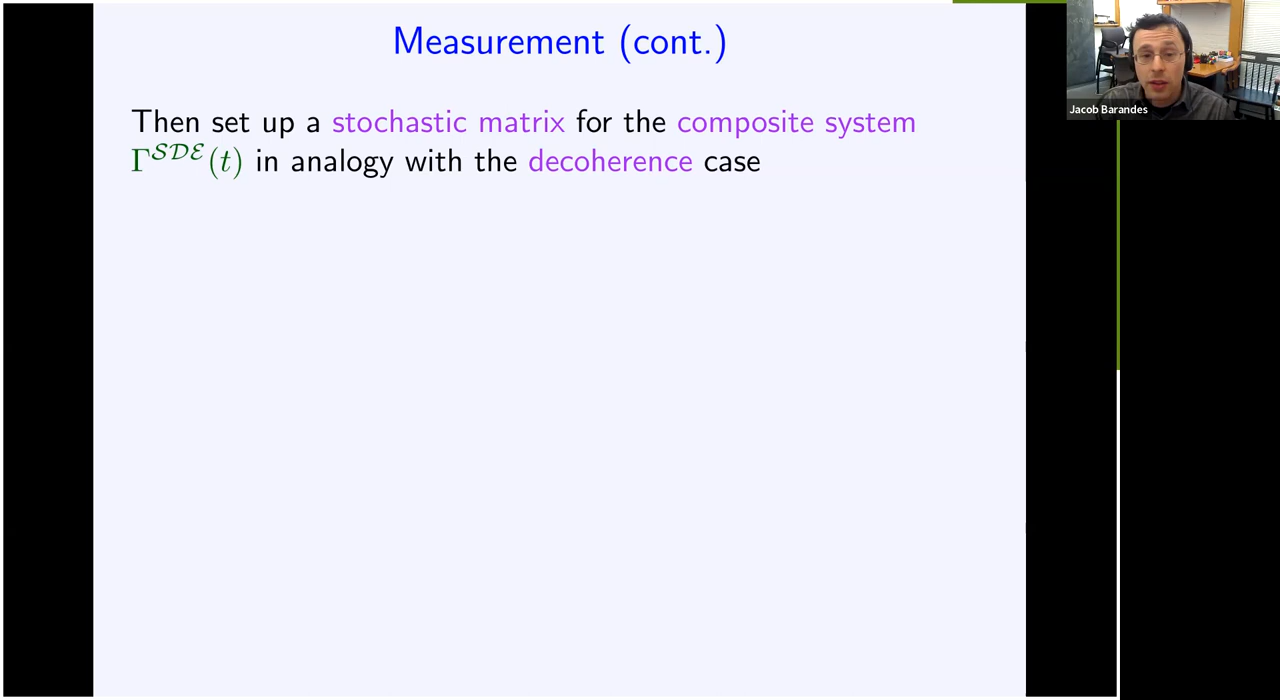 Measurement (cont.)
Then set up a stochastic matrix for the composite system
Γ^𝒮𝒟ℰ(t) in analogy with the decoherence case
Jacob Barandes